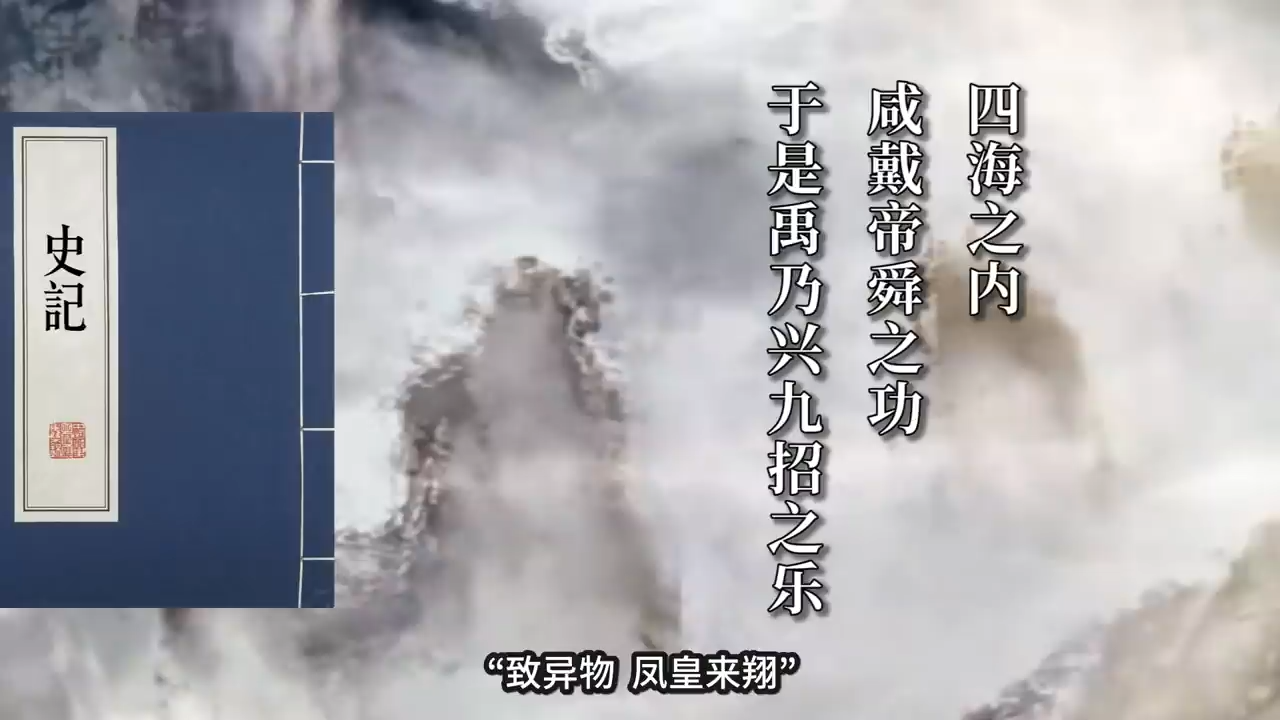 史記
四海之内
咸戴帝舜之功
于是禹乃兴九招之乐
“致异物 凤皇来翔”